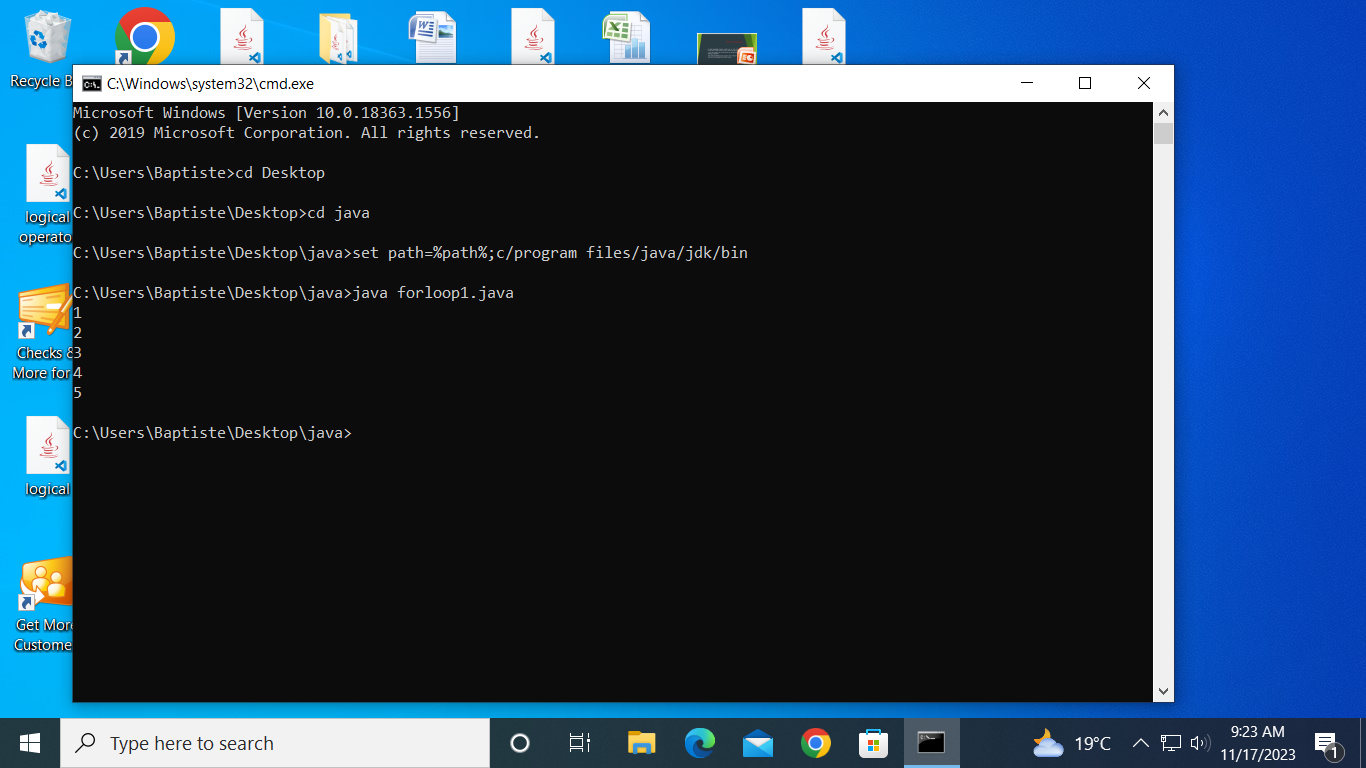 Recycle B
C:\Windows\system32\cmd.exe
Microsoft Windows [Version 10.0.18363.1556]
(c) 2019 Microsoft Corporation. All rights reserved.
C:\Users\Baptiste>cd Desktop
C:\Users\Baptiste\Desktop>cd java
C:\Users\Baptiste\Desktop\java>set path=%path%;c/program files/java/jdk/bin
C:\Users\Baptiste\Desktop\java>java forloop1.java
1
2
3
4
5
C:\Users\Baptiste\Desktop\java>
logical
operato
Checks &
More for
logical
Get More
Custome
Type here to search
19°C
9:23 AM
11/17/2023
1